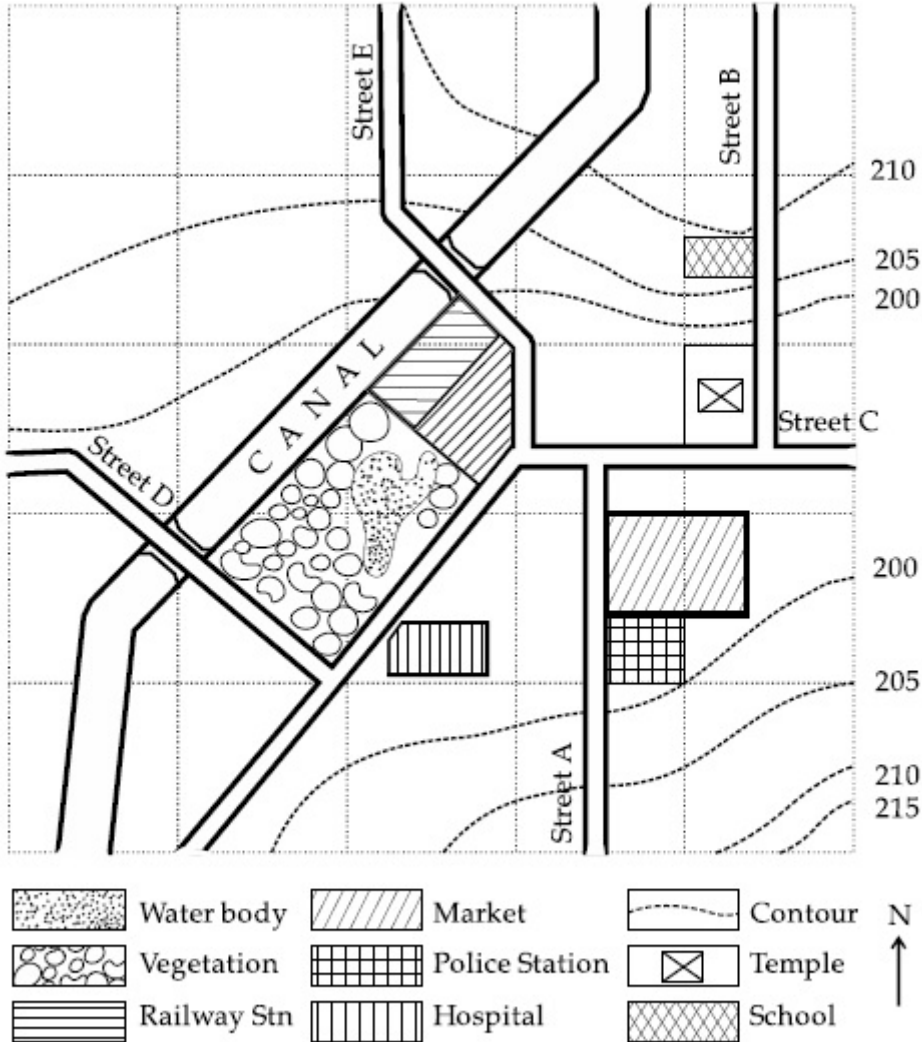 Street E
Street B
210
205
200
CANAL
Street C
Street D
200
205
210
215
Street A
Water body
Market
Contour
N
Vegetation
Police Station
Temple
Railway Stn
Hospital
School